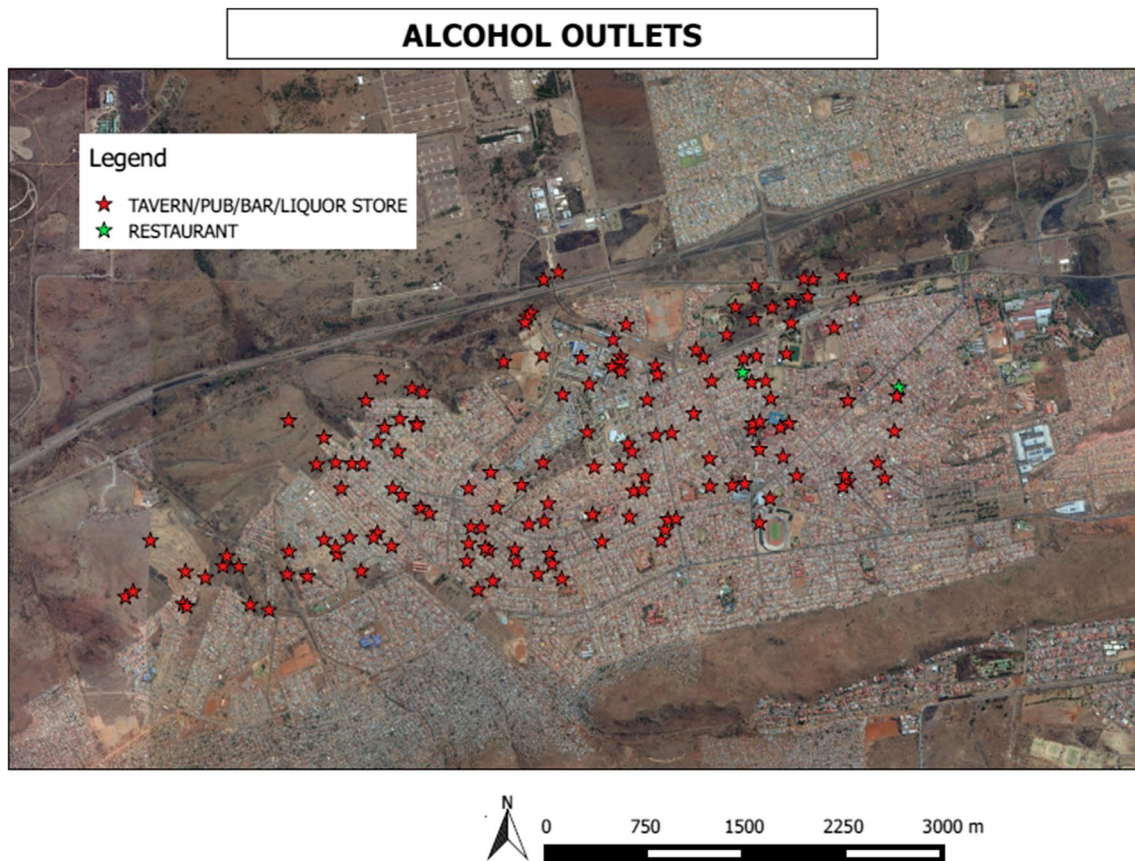 ALCOHOL OUTLETS
Legend
TAVERN/PUB/BAR/LIQUOR STORE
RESTAURANT
N
0 750 1500 2250 3000 m